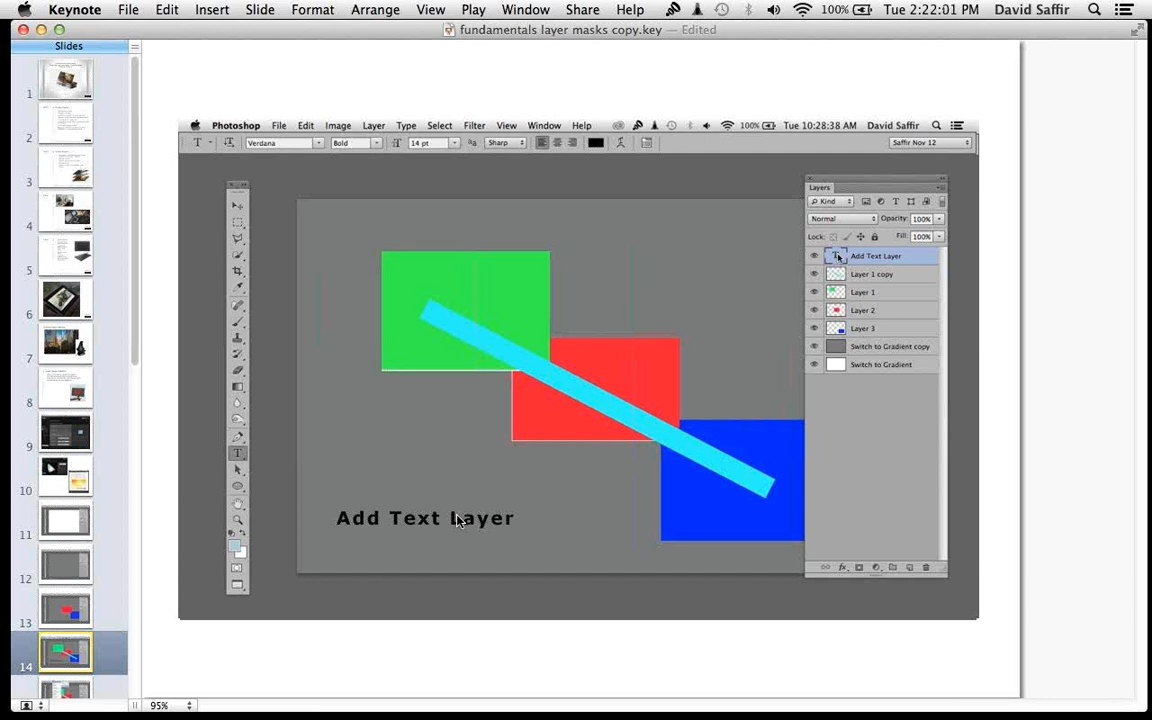 Keynote File Edit Insert Slide Format Arrange View Play Window Share Help 100% Tue 2:22:01 PM David Saffir
fundamentals layer masks copy.key — Edited
Slides
1
2
3
4
5
6
7
8
9
10
11
12
13
14
Photoshop File Edit Image Layer Type Select Filter View Window Help 100% Tue 10:28:38 AM David Saffir
T T Verdana Bold T 14 pt aa Sharp Saffir Nov 12
Layers
Kind T
Normal Opacity: 100%
Lock: Fill: 100%
T Add Text Layer
Layer 1 copy
Layer 1
Layer 2
Layer 3
Switch to Gradient copy
Switch to Gradient
T
Add Text Layer
fx
95%